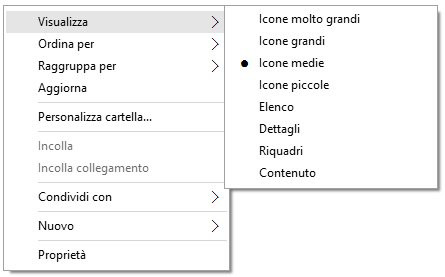 Visualizza
Ordina per
Raggruppa per
Aggiorna
Personalizza cartella...
Incolla
Incolla collegamento
Condividi con
Nuovo
Proprietà
Icone molto grandi
Icone grandi
Icone medie
Icone piccole
Elenco
Dettagli
Riquadri
Contenuto